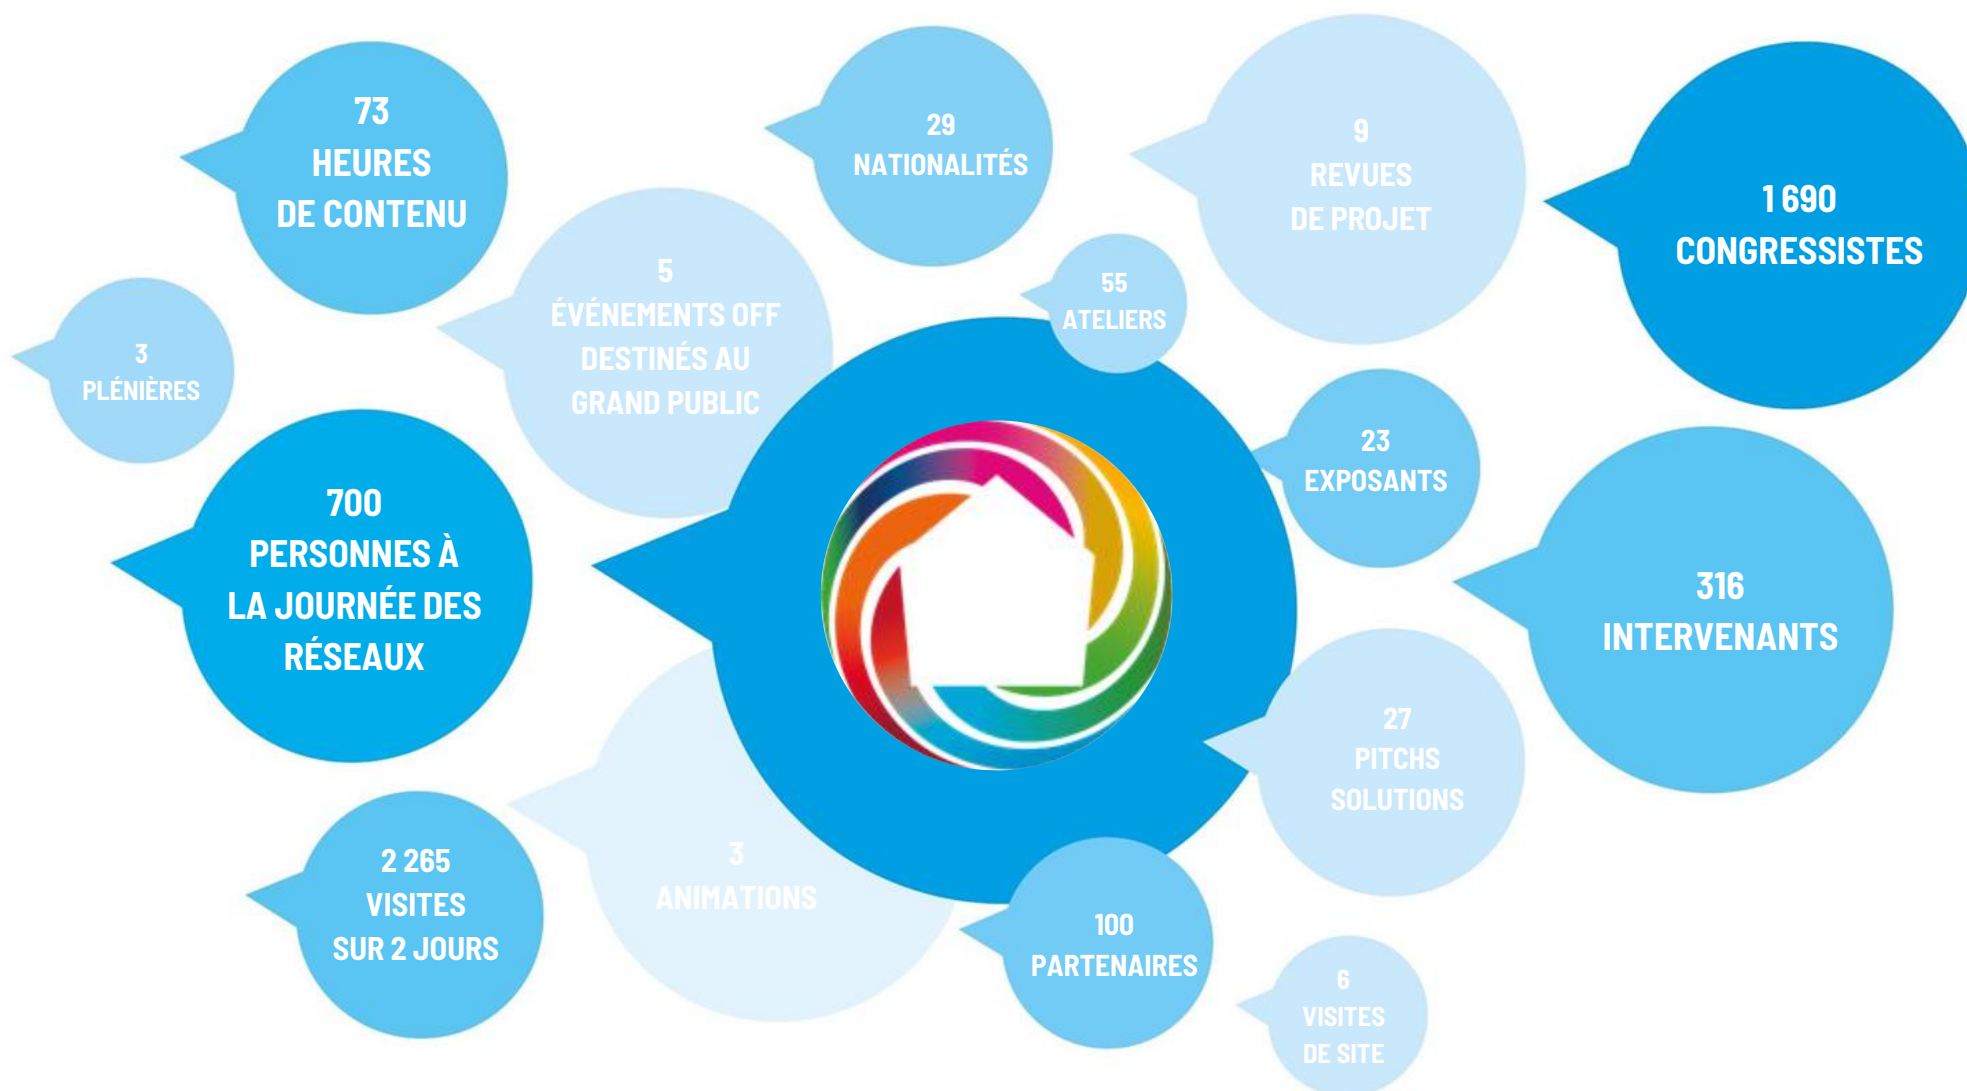 73
HEURES
DE CONTENU
29
NATIONALITÉS
9
REVUES
DE PROJET
1 690
CONGRESSISTES
5
ÉVÉNEMENTS OFF
DESTINÉS AU
GRAND PUBLIC
55
ATELIERS
3
PLÉNIÈRES
23
EXPOSANTS
700
PERSONNES À
LA JOURNÉE DES
RÉSEAUX
316
INTERVENANTS
27
PITCHS
SOLUTIONS
2 265
VISITES
SUR 2 JOURS
3
ANIMATIONS
100
PARTENAIRES
6
VISITES
DE SITE